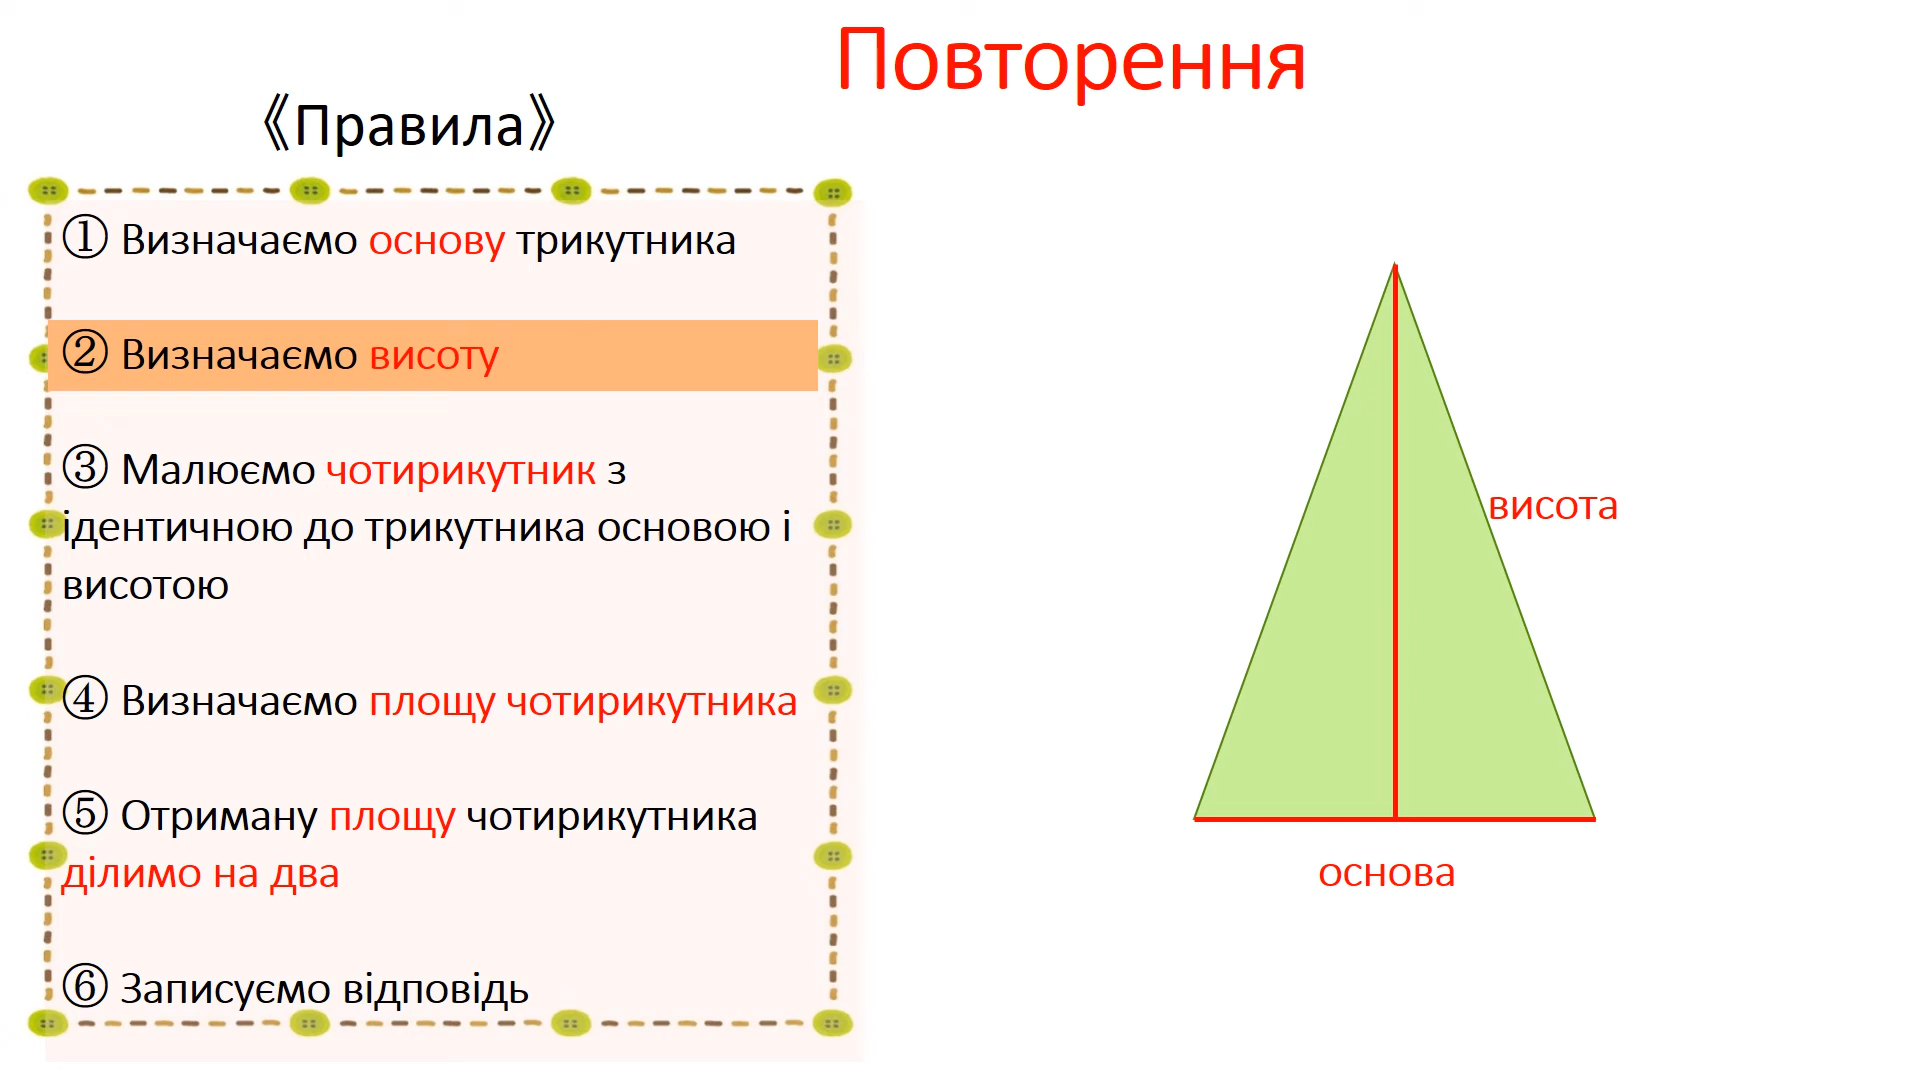 Повторення
《Правила》
① Визначаємо основу трикутника
② Визначаємо висоту
③ Малюємо чотирикутник з
ідентичною до трикутника основою і
висотою
④ Визначаємо площу чотирикутника
⑤ Отриману площу чотирикутника
ділимо на два
⑥ Записуємо відповідь
висота
основа